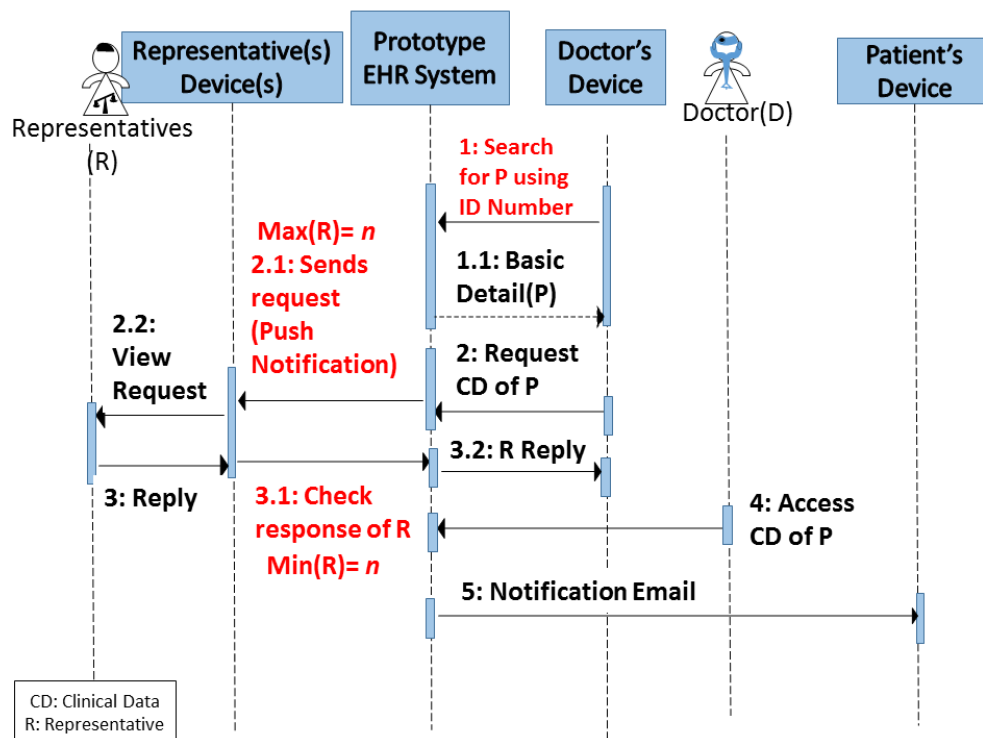 Representatives
(R)
Representative(s)
Device(s)
Prototype
EHR System
Doctor's
Device
Doctor(D)
Patient's
Device
1: Search
for P using
ID Number
1.1: Basic
Detail(P)
Max(R)= n
2.1: Sends
request
(Push
Notification)
2.2:
View
Request
2: Request
CD of P
3: Reply
3.1: Check
response of R
Min(R)= n
3.2: R Reply
4: Access
CD of P
5: Notification Email
CD: Clinical Data
R: Representative